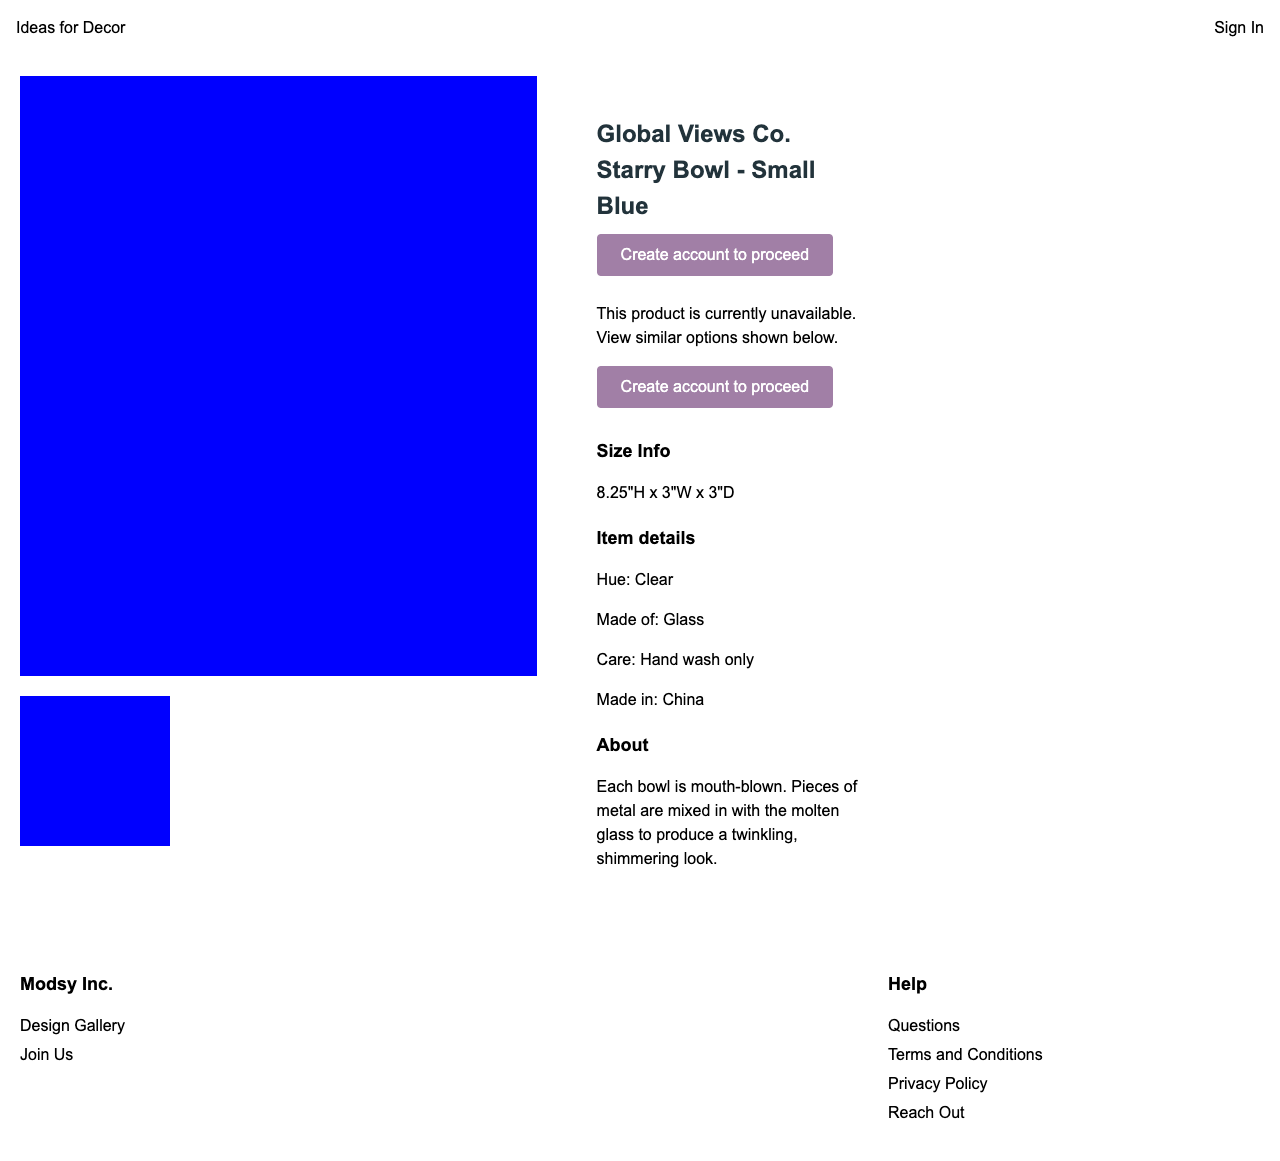 Ideas for Decor
Sign In
Global Views Co.
Starry Bowl - Small
Blue
Create account to proceed
This product is currently unavailable.
View similar options shown below.
Create account to proceed
Size Info
8.25"H x 3"W x 3"D
Item details
Hue: Clear
Made of: Glass
Care: Hand wash only
Made in: China
About
Each bowl is mouth-blown. Pieces of
metal are mixed in with the molten
glass to produce a twinkling,
shimmering look.
Modsy Inc.
Design Gallery
Join Us
Help
Questions
Terms and Conditions
Privacy Policy
Reach Out